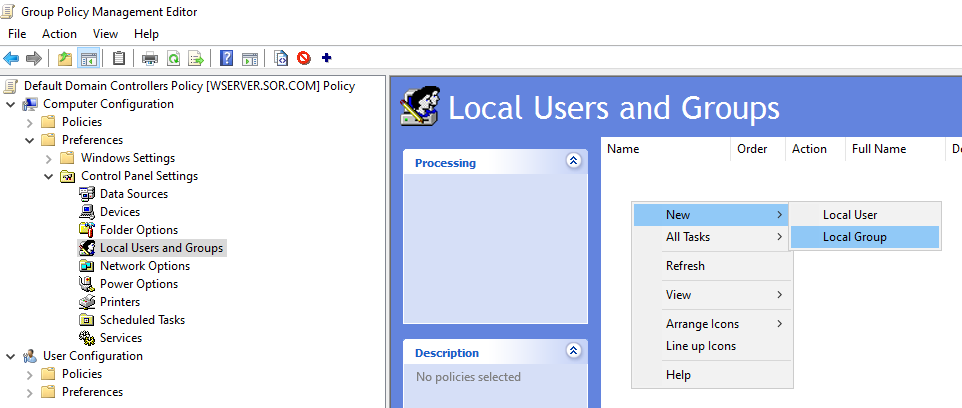 Group Policy Management Editor
File Action View Help
Default Domain Controllers Policy [WSERVER.SOR.COM] Policy
Computer Configuration
Policies
Preferences
Windows Settings
Control Panel Settings
Data Sources
Devices
Folder Options
Local Users and Groups
Network Options
Power Options
Printers
Scheduled Tasks
Services
User Configuration
Policies
Preferences
Local Users and Groups
Processing
Description
No policies selected
Name Order Action Full Name
New
All Tasks
Refresh
View
Arrange Icons
Line up Icons
Help
Local User
Local Group